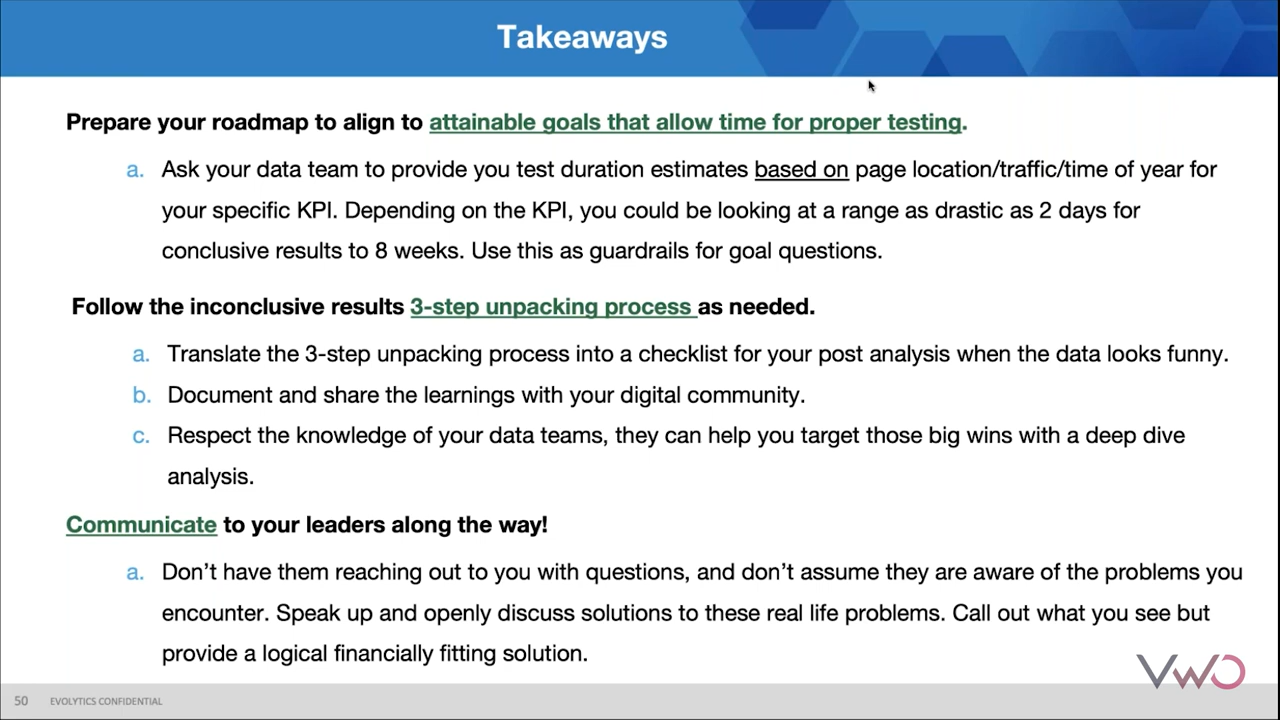 Takeaways
Prepare your roadmap to align to attainable goals that allow time for proper testing.
a. Ask your data team to provide you test duration estimates based on page location/traffic/time of year for
your specific KPI. Depending on the KPI, you could be looking at a range as drastic as 2 days for
conclusive results to 8 weeks. Use this as guardrails for goal questions.
Follow the inconclusive results 3-step unpacking process as needed.
a. Translate the 3-step unpacking process into a checklist for your post analysis when the data looks funny.
b. Document and share the learnings with your digital community.
c. Respect the knowledge of your data teams, they can help you target those big wins with a deep dive
analysis.
Communicate to your leaders along the way!
a. Don’t have them reaching out to you with questions, and don’t assume they are aware of the problems you
encounter. Speak up and openly discuss solutions to these real life problems. Call out what you see but
provide a logical financially fitting solution.
VWO
50 EVOLYTICS CONFIDENTIAL